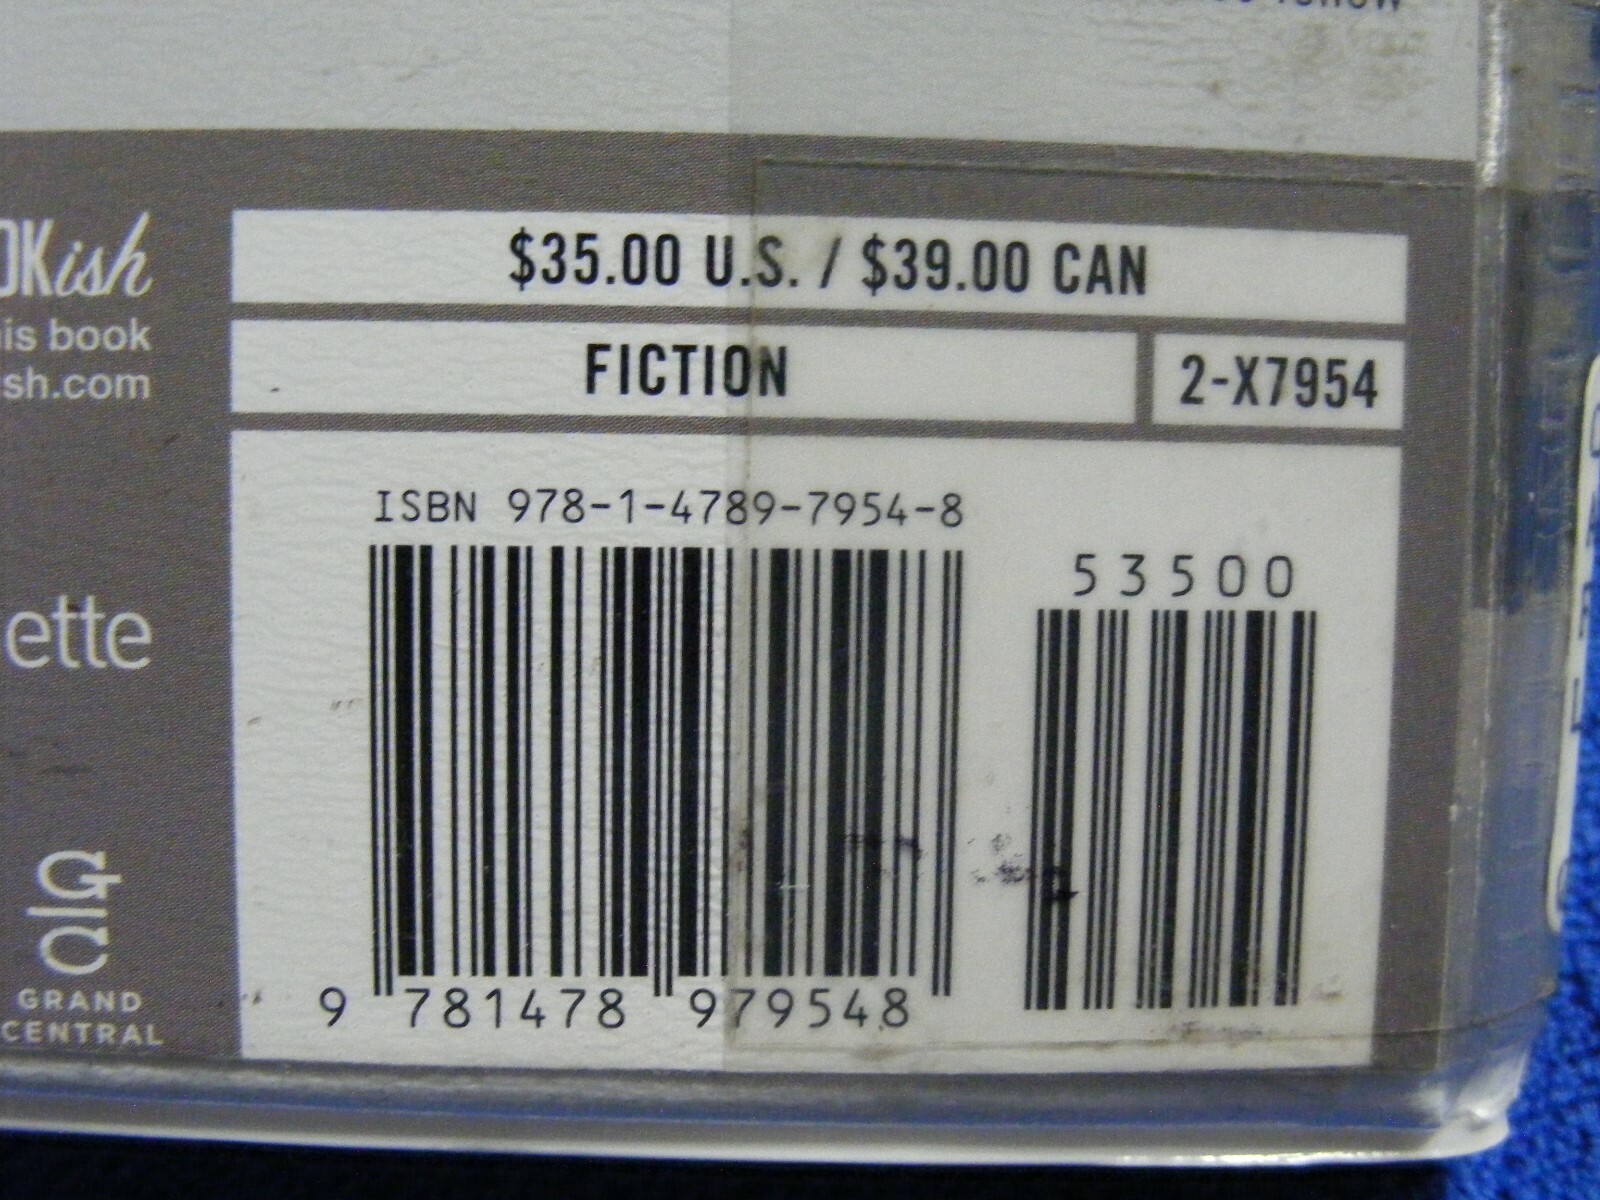 OKish
his book
sh.com
ette
GRAND
CENTRAL
$35.00 U.S. / $39.00 CAN
FICTION
2-X7954
ISBN 978-1-4789-7954-8
53500
9 781478 979548